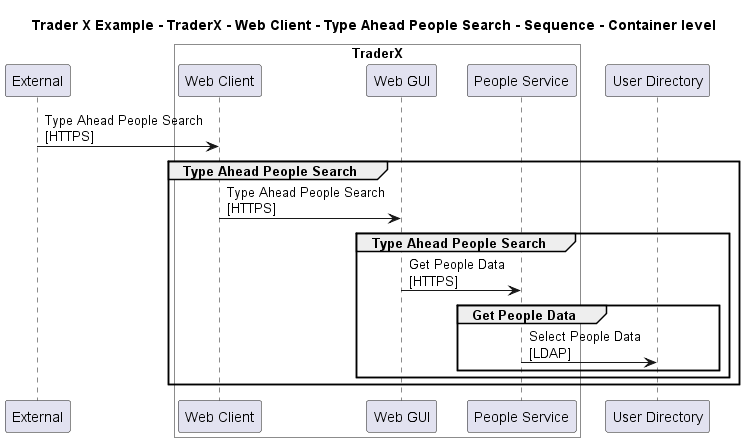 Trader X Example - TraderX - Web Client - Type Ahead People Search - Sequence - Container level
TraderX
External
Web Client
Web GUI
People Service
User Directory
Type Ahead People Search
[HTTPS]
Type Ahead People Search
Type Ahead People Search
[HTTPS]
Type Ahead People Search
Get People Data
[HTTPS]
Get People Data
Select People Data
[LDAP]
External
Web Client
Web GUI
People Service
User Directory